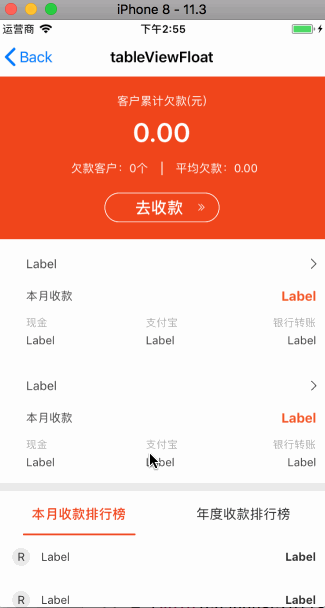 iPhone 8 - 11.3
运营商 下午2:55
Back tableViewFloat
客户累计欠款(元)
0.00
欠款客户：0个 | 平均欠款：0.00
去收款 »
Label
本月收款 Label
现金 支付宝 银行转账
Label Label Label
Label
本月收款 Label
现金 支付宝 银行转账
Label Label Label
本月收款排行榜 年度收款排行榜
R Label Label
R Label Label